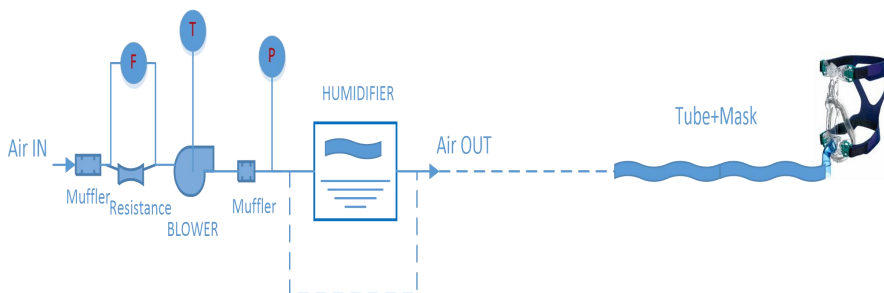 F
T
P
HUMIDIFIER
Tube+Mask
Air IN
Air OUT
Muffler
Resistance
BLOWER
Muffler